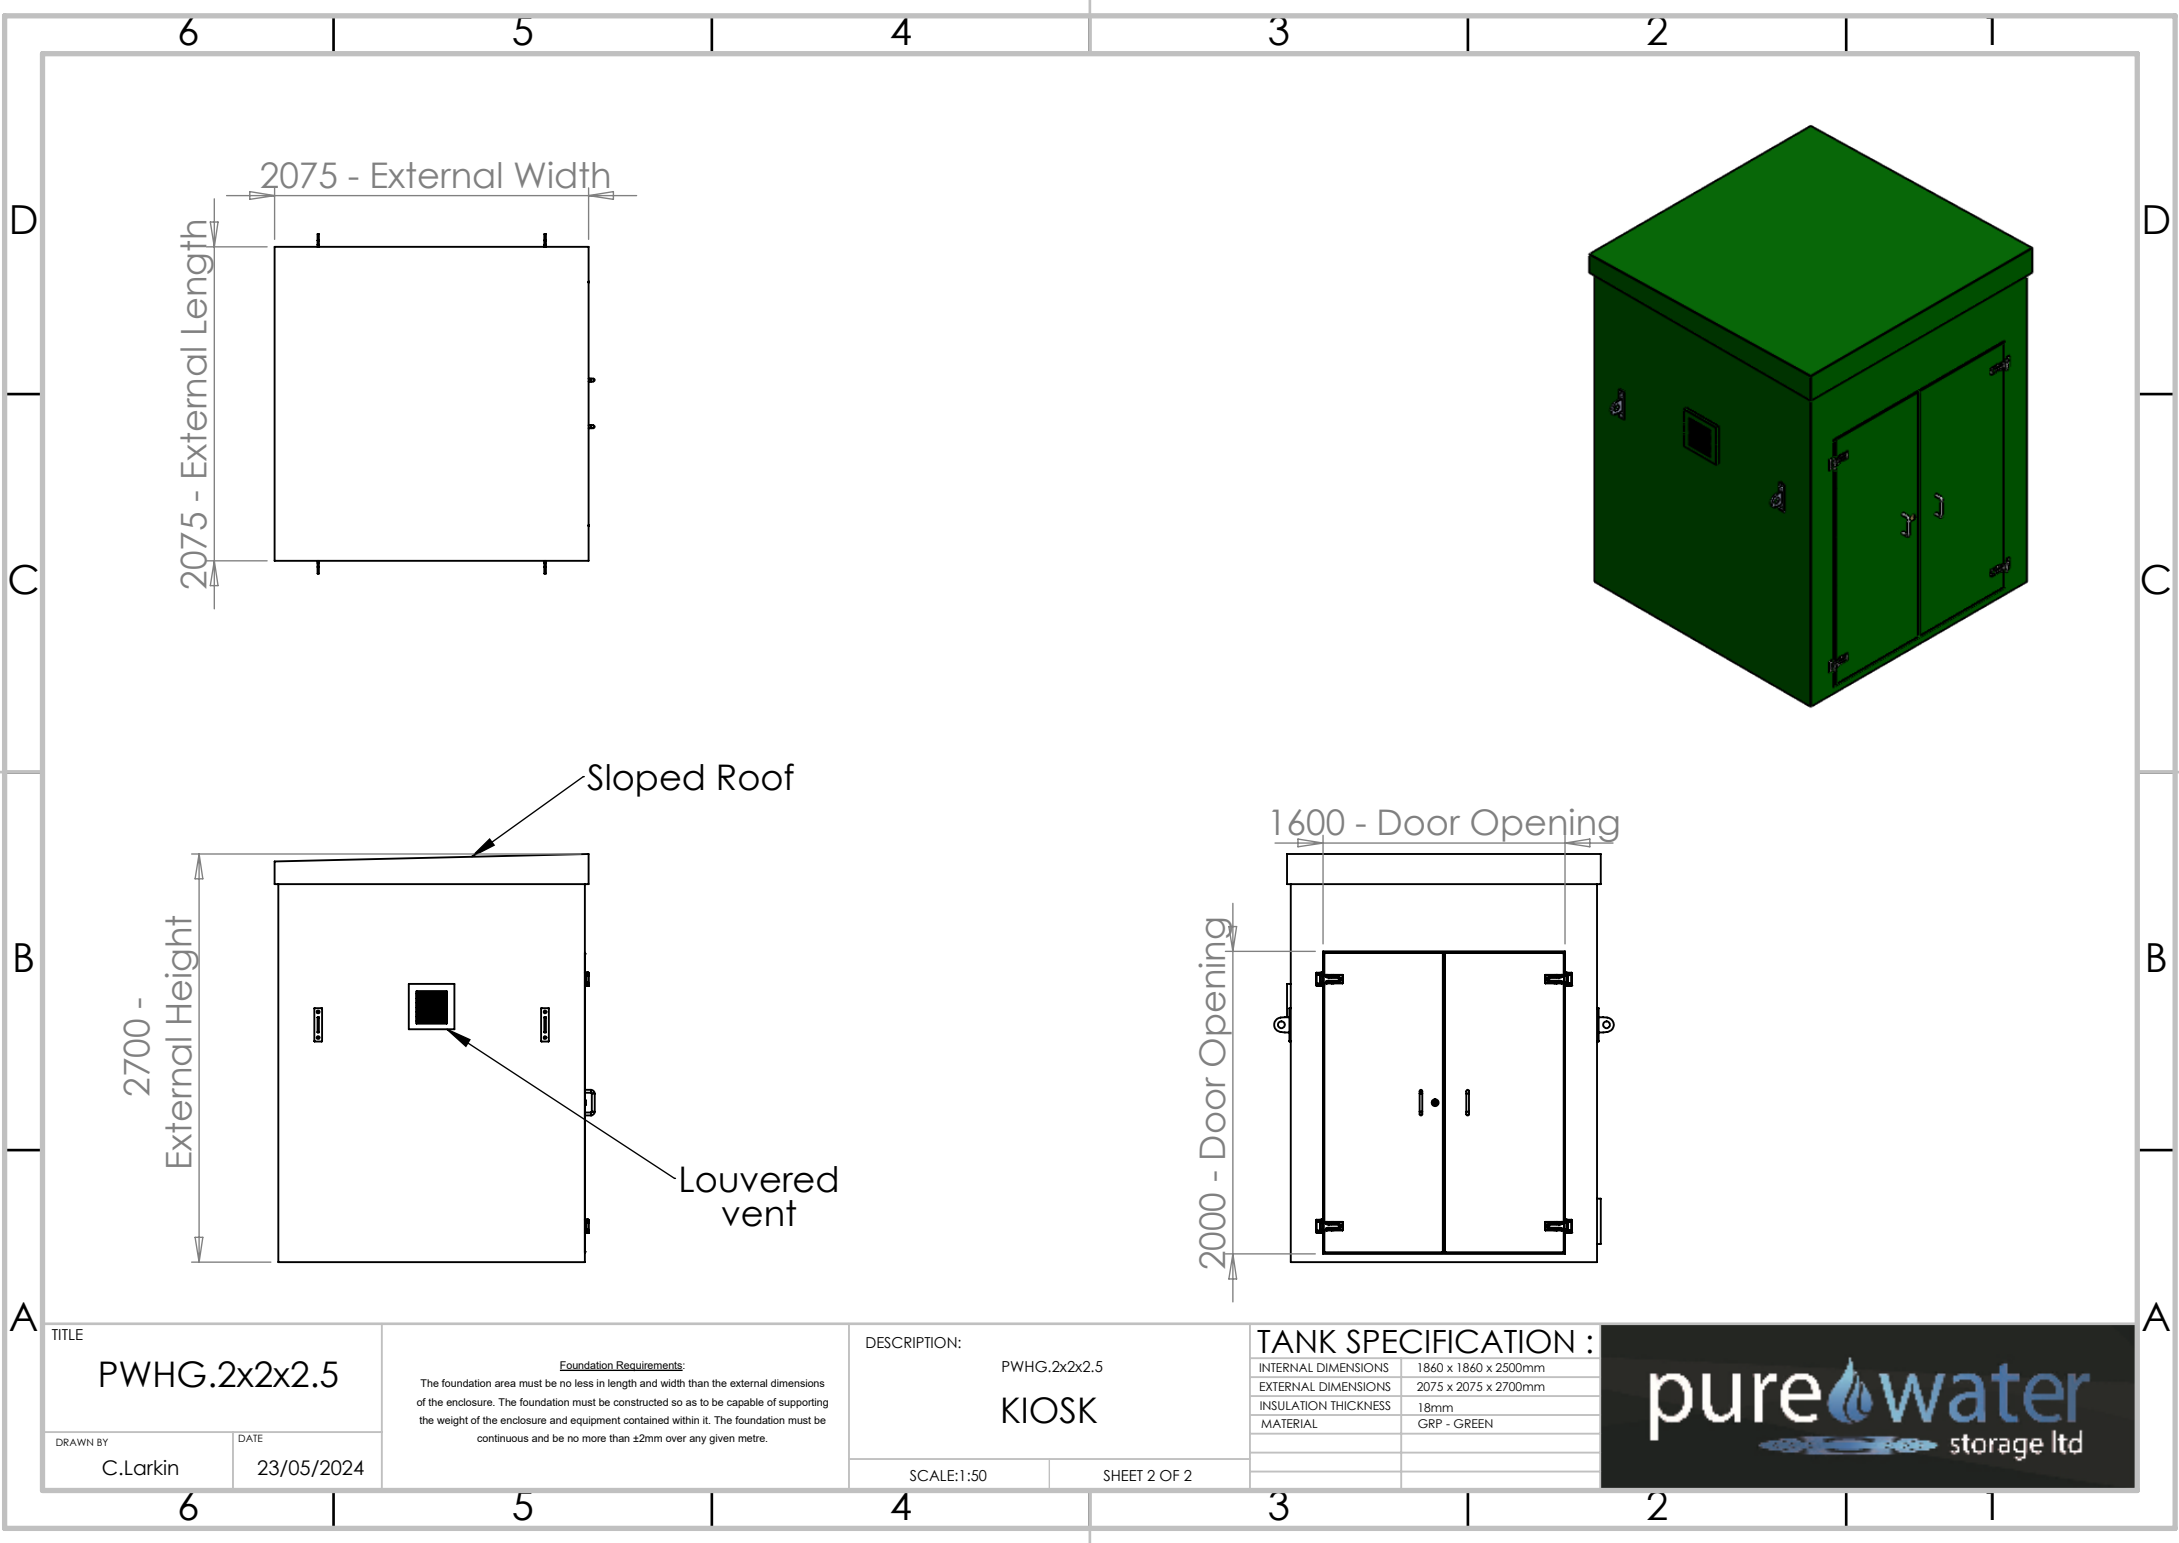 6 5 4 3 2
D D
C C
B B
A A
2075 - External Width
2075 - External Length
Sloped Roof
2700 -
External Height
Louvered
vent
1600 - Door Opening
2000 - Door Opening
TITLE
PWHG.2x2x2.5
DRAWN BY
C.Larkin
DATE
23/05/2024
Foundation Requirements:
The foundation area must be no less in length and width than the external dimensions
of the enclosure. The foundation must be constructed so as to be capable of supporting
the weight of the enclosure and equipment contained within it. The foundation must be
continuous and be no more than ±2mm over any given metre.
DESCRIPTION:
PWHG.2x2x2.5
KIOSK
SCALE:1:50
SHEET 2 OF 2
TANK SPECIFICATION :
INTERNAL DIMENSIONS 1860 x 1860 x 2500mm
EXTERNAL DIMENSIONS 2075 x 2075 x 2700mm
INSULATION THICKNESS 18mm
MATERIAL GRP - GREEN
pure water
storage ltd
6 5 4 3 2